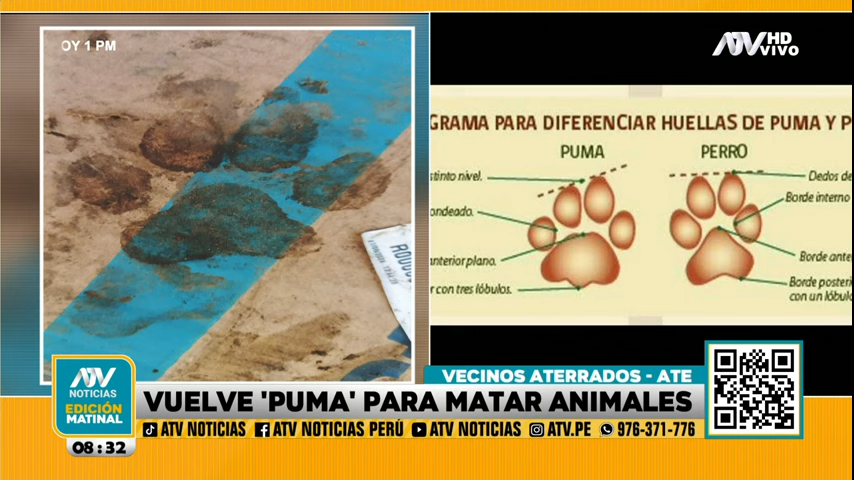 OY 1 PM
ATV HD
VIVO
GRAMA PARA DIFERENCIAR HUELLAS DE PUMA Y P
PUMA
PERRO
stinto nivel.
Dedos de
Borde interno
ondeado.
anterior plano.
Borde ante
r con tres lóbulos.
Borde posteri
con un lóbulo
ATV
NOTICIAS
EDICIÓN
MATINAL
08:32
VECINOS ATERRADOS - ATE
VUELVE 'PUMA' PARA MATAR ANIMALES
ATV NOTICIAS ATV NOTICIAS PERÚ ATV NOTICIAS ATV.PE 976-371-776